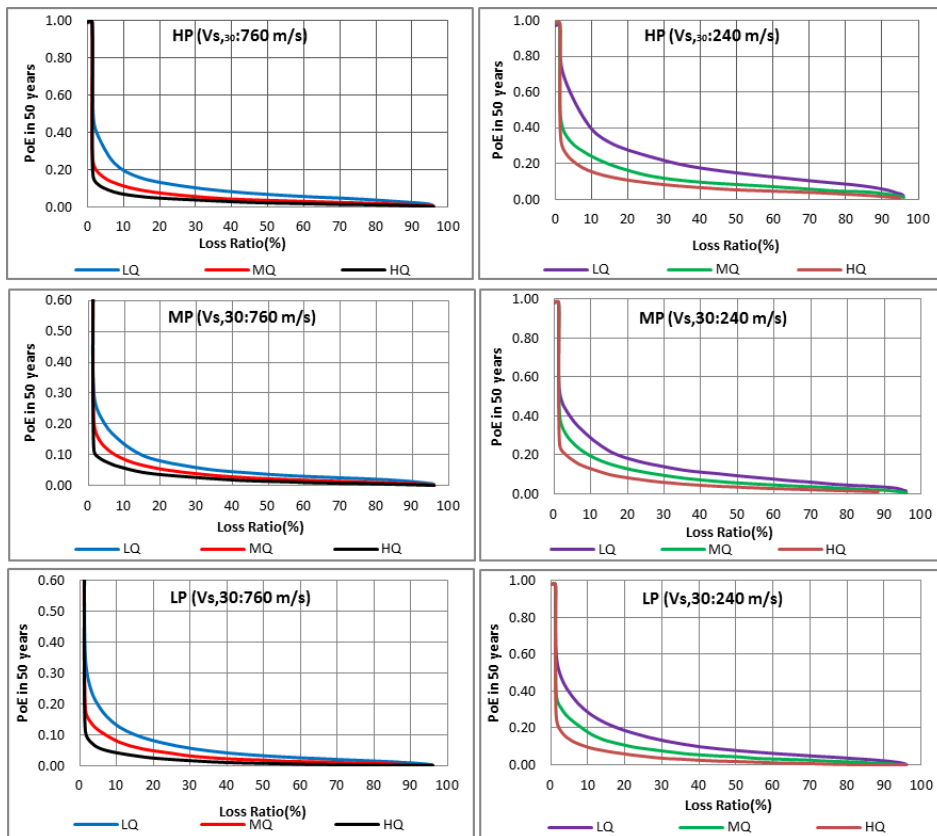 HP (Vs,30:760 m/s)
PoE in 50 years
1.00
0.80
0.60
0.40
0.20
0.00
0 10 20 30 40 50 60 70 80 90 100
Loss Ratio(%)
LQ MQ HQ
HP (Vs,30:240 m/s)
PoE in 50 years
1.00
0.80
0.60
0.40
0.20
0.00
0 10 20 30 40 50 60 70 80 90 100
Loss Ratio(%)
LQ MQ HQ
MP (Vs,30:760 m/s)
PoE in 50 years
0.60
0.50
0.40
0.30
0.20
0.10
0.00
0 10 20 30 40 50 60 70 80 90 100
Loss Ratio(%)
LQ MQ HQ
MP (Vs,30:240 m/s)
PoE in 50 years
1.00
0.80
0.60
0.40
0.20
0.00
0 10 20 30 40 50 60 70 80 90 100
Loss Ratio(%)
LQ MQ HQ
LP (Vs,30:760 m/s)
PoE in 50 years
0.60
0.50
0.40
0.30
0.20
0.10
0.00
0 10 20 30 40 50 60 70 80 90 100
Loss Ratio(%)
LQ MQ HQ
LP (Vs,30:240 m/s)
PoE in 50 years
1.00
0.80
0.60
0.40
0.20
0.00
0 10 20 30 40 50 60 70 80 90 100
Loss Ratio(%)
LQ MQ HQ